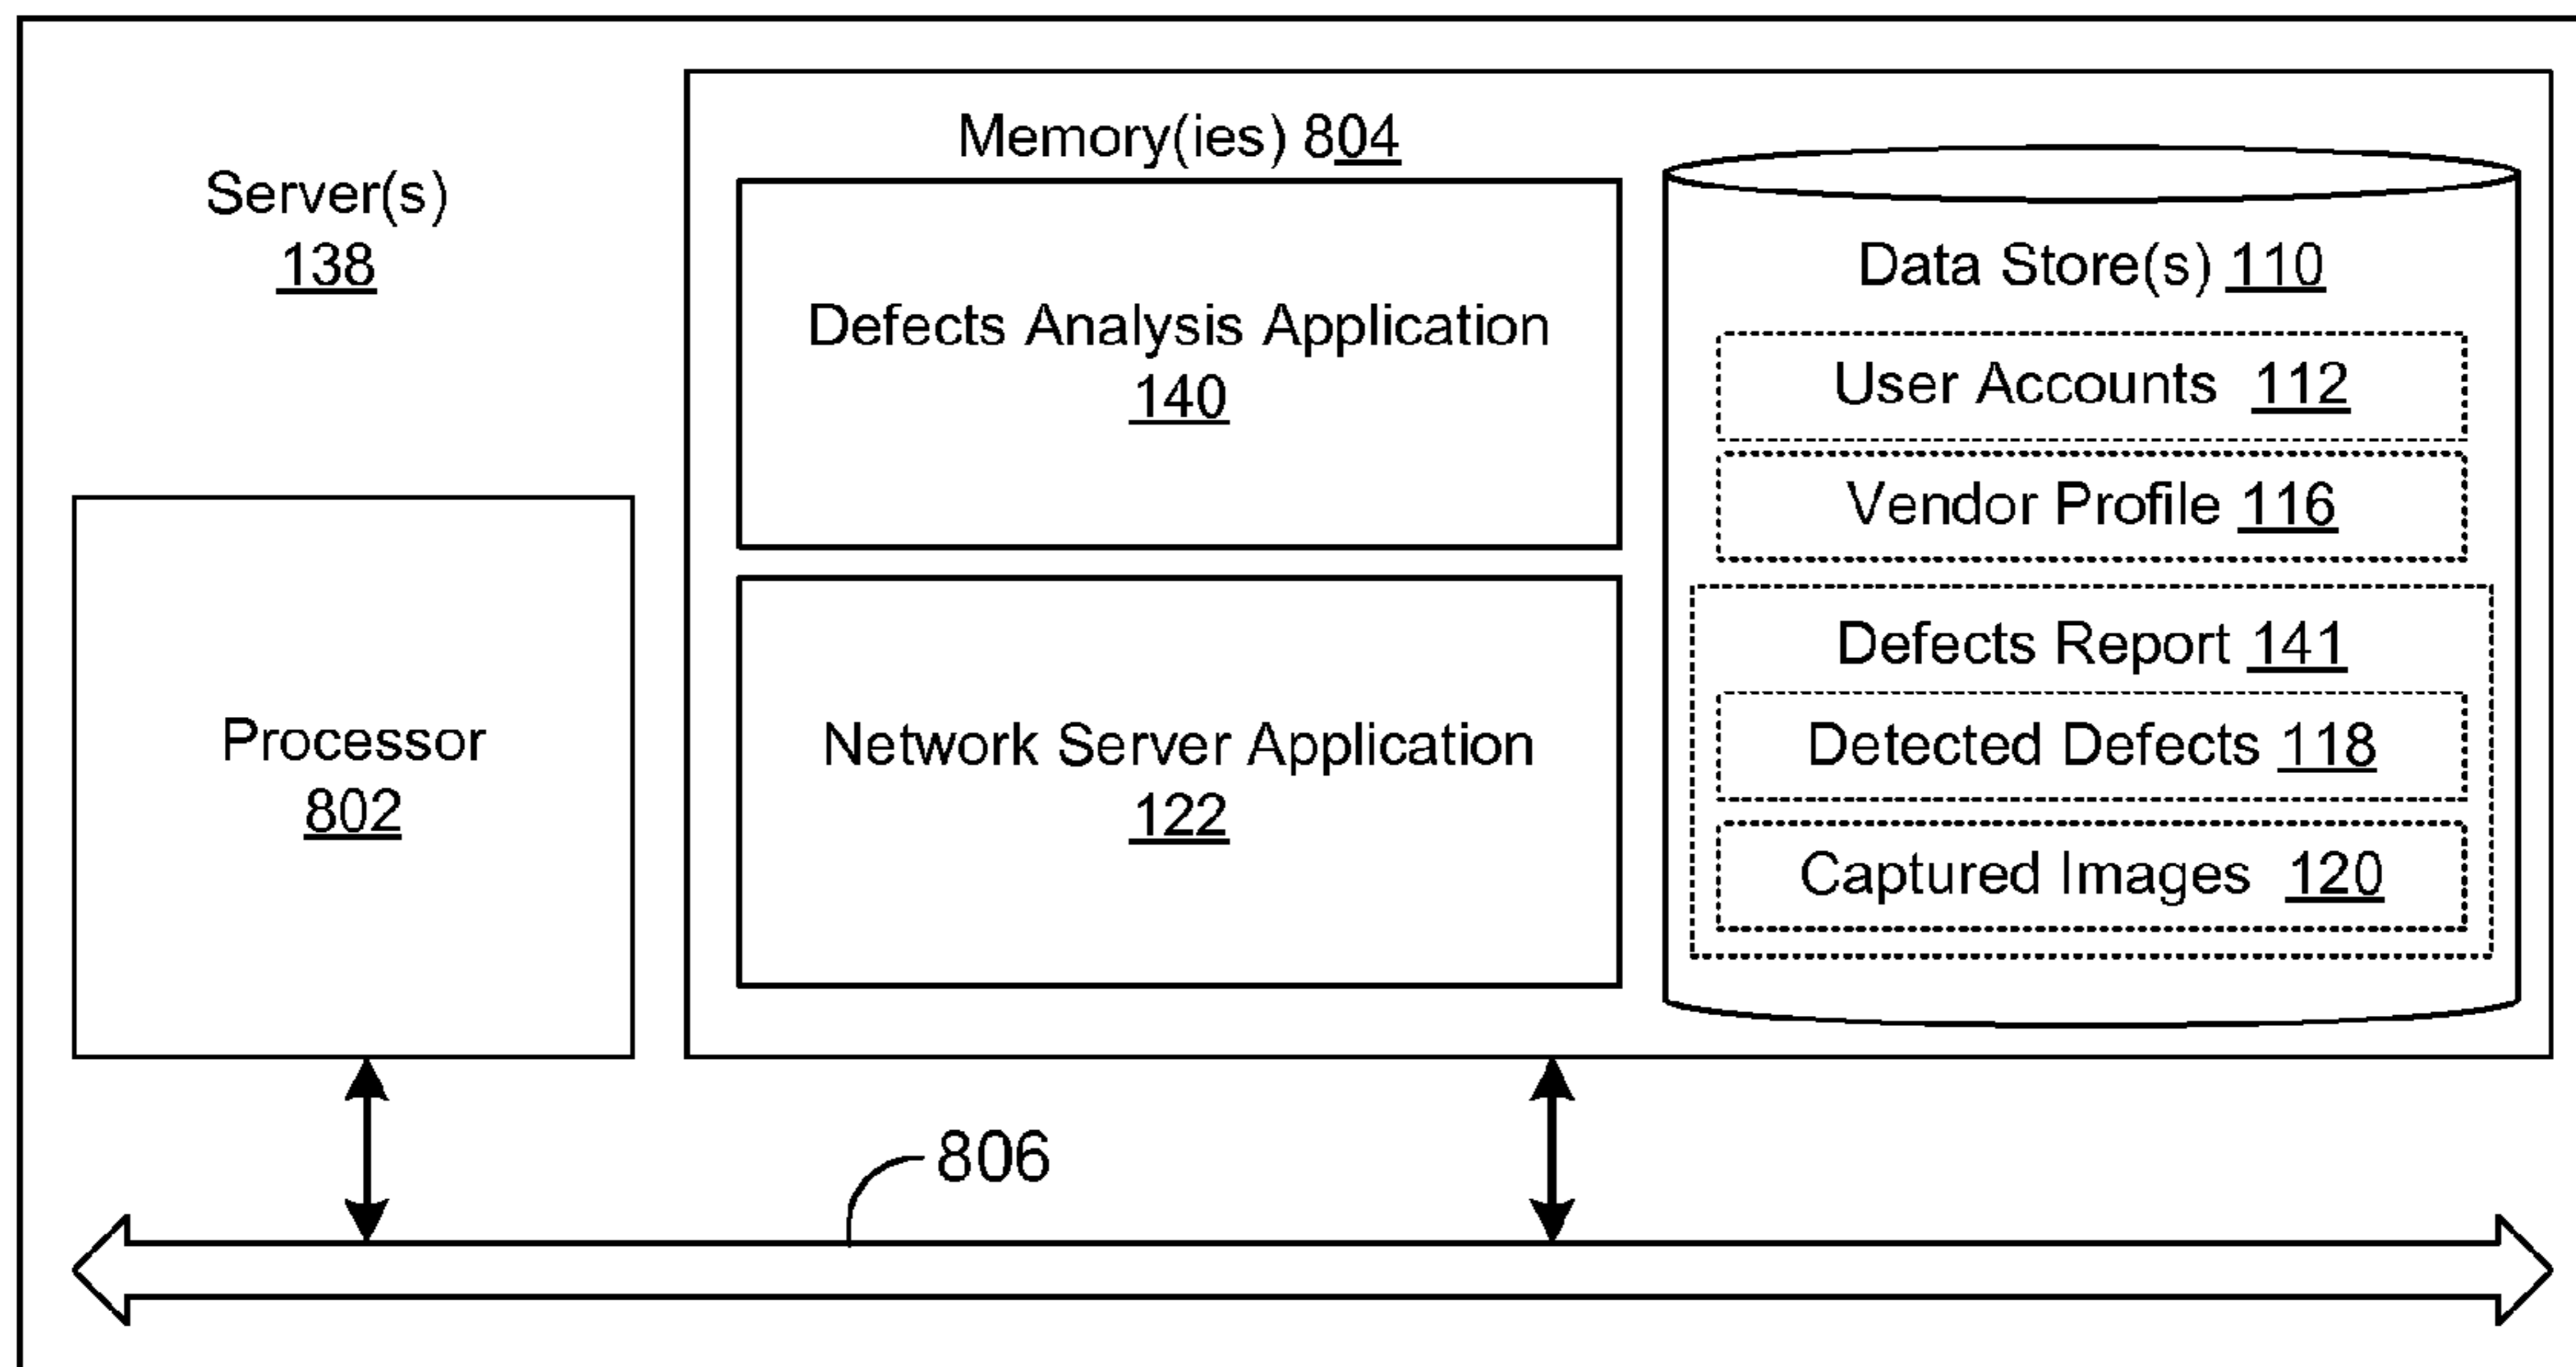 Server(s)
138
Processor
802
Memory(ies) 804
Defects Analysis Application
140
Network Server Application
122
Data Store(s) 110
User Accounts 112
Vendor Profile 116
Defects Report 141
Detected Defects 118
Captured Images 120
806